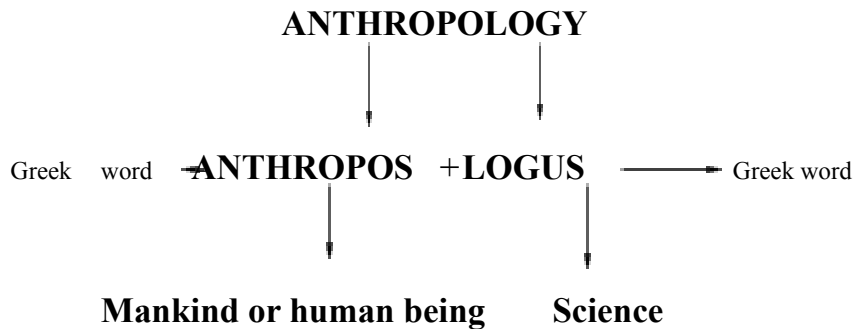 ANTHROPOLOGY
Greek word ANTHROPOS +LOGUS Greek word
Mankind or human being Science